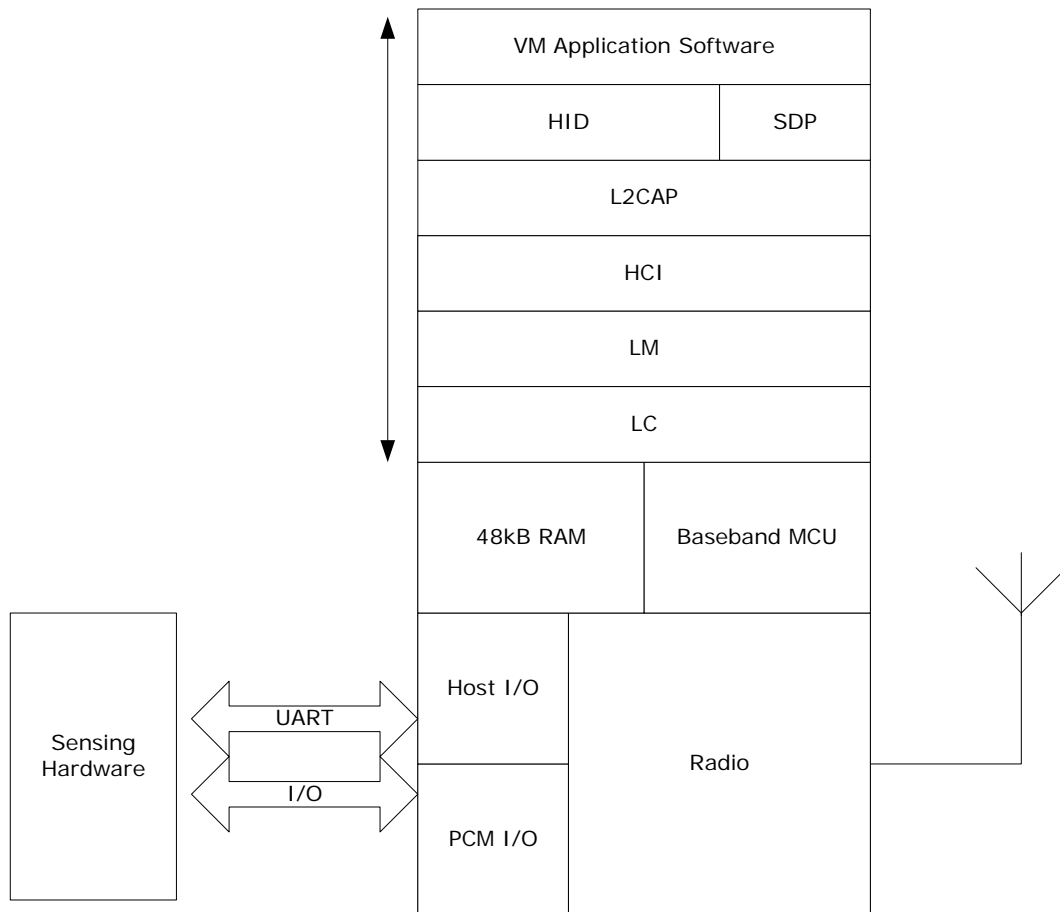 VM Application Software
HID
SDP
L2CAP
HCI
LM
LC
48kB RAM
Baseband MCU
Host I/O
UART
Sensing
Hardware
Radio
I/O
PCM I/O